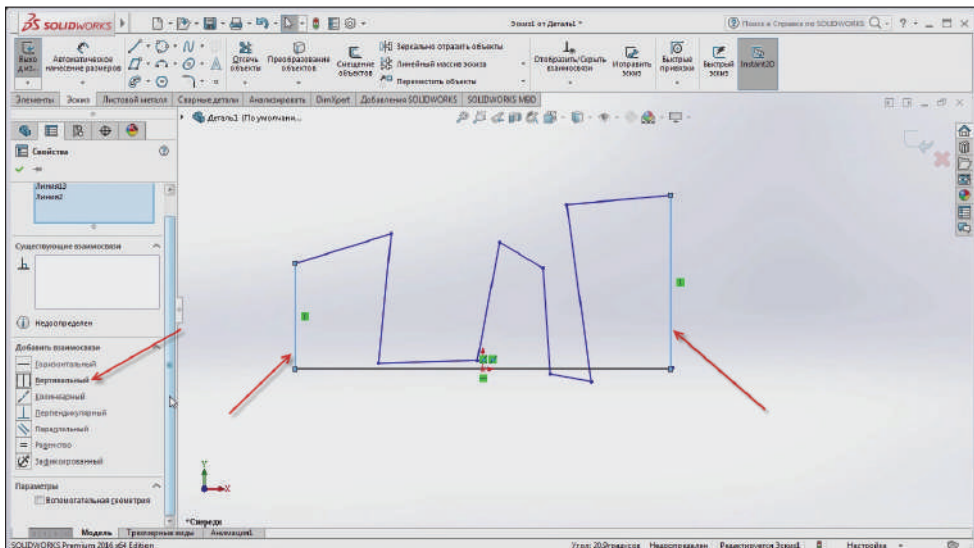 SOLIDWORKS
Эскиз1 от Деталь1 *
Поиск в Справке по SOLIDWORKS
Выхо
д из...
Автоматическое
нанесение размеров
Отсечь
объекты
Преобразование
объектов
Смещение
объектов
Зеркально отразить объекты
Линейный массив эскиза
Переместить объекты
Отобразить/Скрыть
взаимосвязи
Исправить
эскиз
Быстрые
привязки
Быстрый
эскиз
Instant2D
Элементы
Эскиз
Листовой металл
Сварные детали
Анализировать
DimXpert
Добавления SOLIDWORKS
SOLIDWORKS MBD
Деталь1 (По умолчани...
Свойства
Линия13
Линия2
Существующие взаимосвязи
Недоопределен
Добавить взаимосвязи
Горизонтальный
Вертикальный
Коллинеарный
Перпендикулярный
Параллельный
Равенство
Зафиксированный
Параметры
Вспомогательная геометрия
Y
X
*Спереди
Модель
Трехмерные виды
Анимация1
SOLIDWORKS Premium 2016 x64 Edition
Недоопределен
Редактируется Эскиз1
Настройка